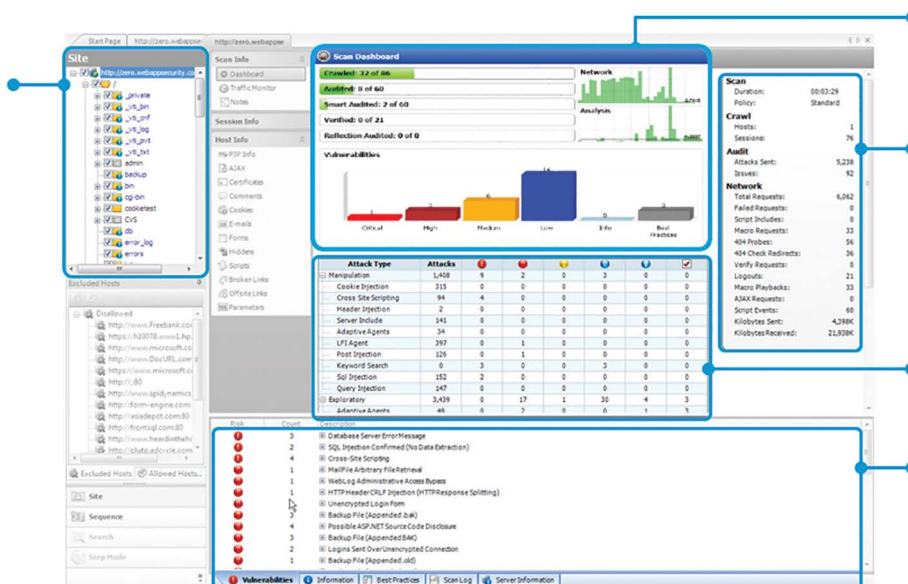 Start Page
http://zero.webappse
http://zero.webappse
Site
http://zero.webappsecurity.co
/
_private
_vti_bin
_vti_cnf
_vti_log
_vti_pvt
_vti_txt
admin
backup
bin
cgi-bin
cookietest
CVS
db
error_log
errors
Excluded Hosts
Disallowed
http://www.Freebank.co
https://h10078.www1.hp.
http://www.microsoft.co
http://www.DocURL.com:
https://www.microsoft.c
http://www.spidynamics
http://form-engine.com
http://asiadepot.com:80
http://frontsql.com:80
http://www.heardinthehi
Excluded Hosts
Allowed Hosts...
Site
Sequence
Search
Step Mode
Scan Info
Dashboard
Traffic Monitor
Notes
Session Info
Host Info
P3P Info
AJAX
Certificates
Comments
Cookies
E-mails
Forms
Hiddens
Scripts
Broken Links
Offsite Links
Parameters
Scan Dashboard
Crawled: 32 of 86
Audited: 8 of 60
Smart Audited: 2 of 60
Verified: 0 of 21
Reflection Audited: 0 of 0
Network
Analysis
Vulnerabilities
Critical High Medium Low Info Best Practices
Attack Type Attacks
Manipulation 1,408 9 2 0 3 0 0
Cookie Injection 315 0 0 0 0 0 0
Cross Site Scripting 94 4 0 0 0 0 0
Header Injection 2 0 0 0 0 0 0
Server Include 141 0 0 0 0 0 0
Adaptive Agents 34 0 0 0 0 0 0
LFI Agent 397 0 1 0 0 0 0
Post Injection 126 0 1 0 0 0 0
Keyword Search 0 3 0 0 3 0 0
Sql Injection 152 2 0 0 0 0 0
Query Injection 147 0 0 0 0 0 0
Exploratory 3,439 0 17 1 30 4 3
Adaptive Agents 49 0 2 0 0 1 3
Scan
Duration: 00:03:29
Policy: Standard
Crawl
Hosts: 1
Sessions: 76
Audit
Attacks Sent: 5,238
Issues: 92
Network
Total Requests: 6,062
Failed Requests: 0
Script Includes: 0
Macro Requests: 33
404 Probes: 56
404 Check Redirects: 36
Verify Requests: 0
Logouts: 21
Macro Playbacks: 33
AJAX Requests: 0
Script Events: 60
Kilobytes Sent: 4,398K
Kilobytes Received: 21,938K
Risk Count Description
3 Database Server Error Message
2 SQL Injection Confirmed (No Data Extraction)
4 Cross-Site Scripting
1 MailFile Arbitrary File Retrieval
1 WebLog Administrative Access Bypass
1 HTTP Header CRLF Injection (HTTP Response Splitting)
Unencrypted Login Form
3 Backup File (Appended .bak)
4 Possible ASP.NET Source Code Disclosure
3 Backup File (Appended BAK)
2 Logins Sent Over Unencrypted Connection
1 Backup File (Appended .old)
Vulnerabilities
Information
Best Practices
Scan Log
Server Information